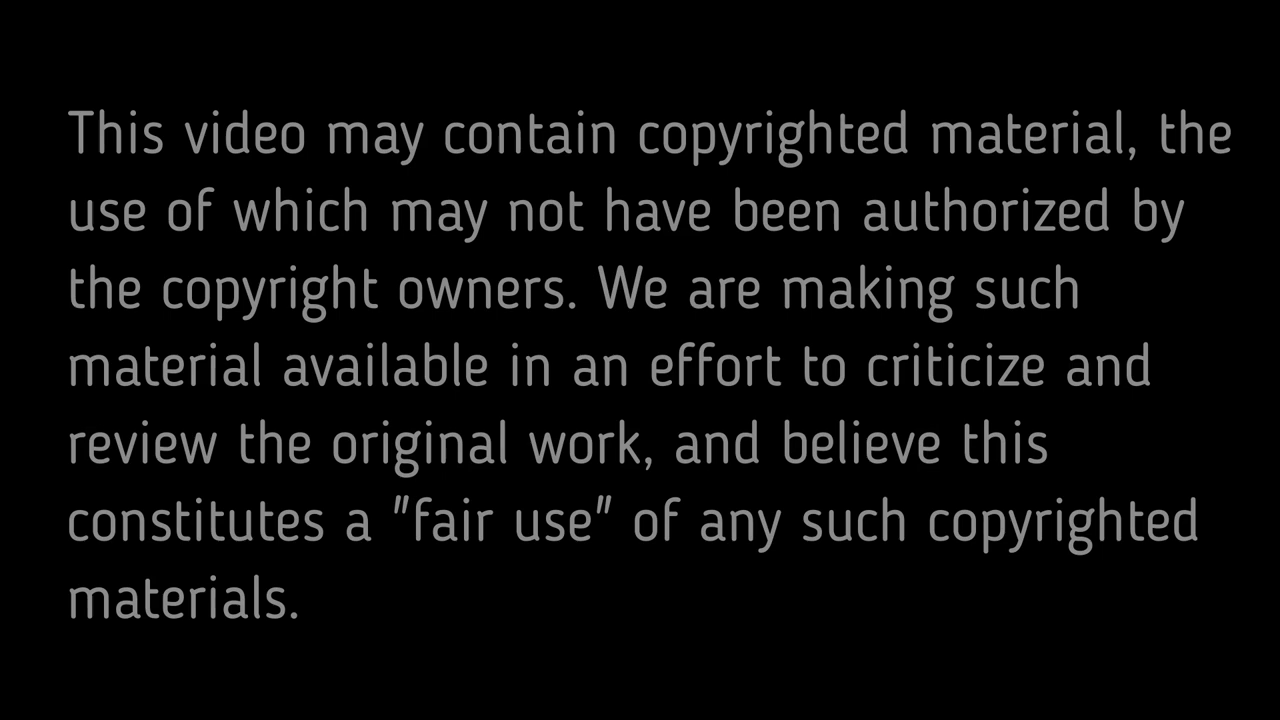 This video may contain copyrighted material, the
use of which may not have been authorized by
the copyright owners. We are making such
material available in an effort to criticize and
review the original work, and believe this
constitutes a "fair use" of any such copyrighted
materials.